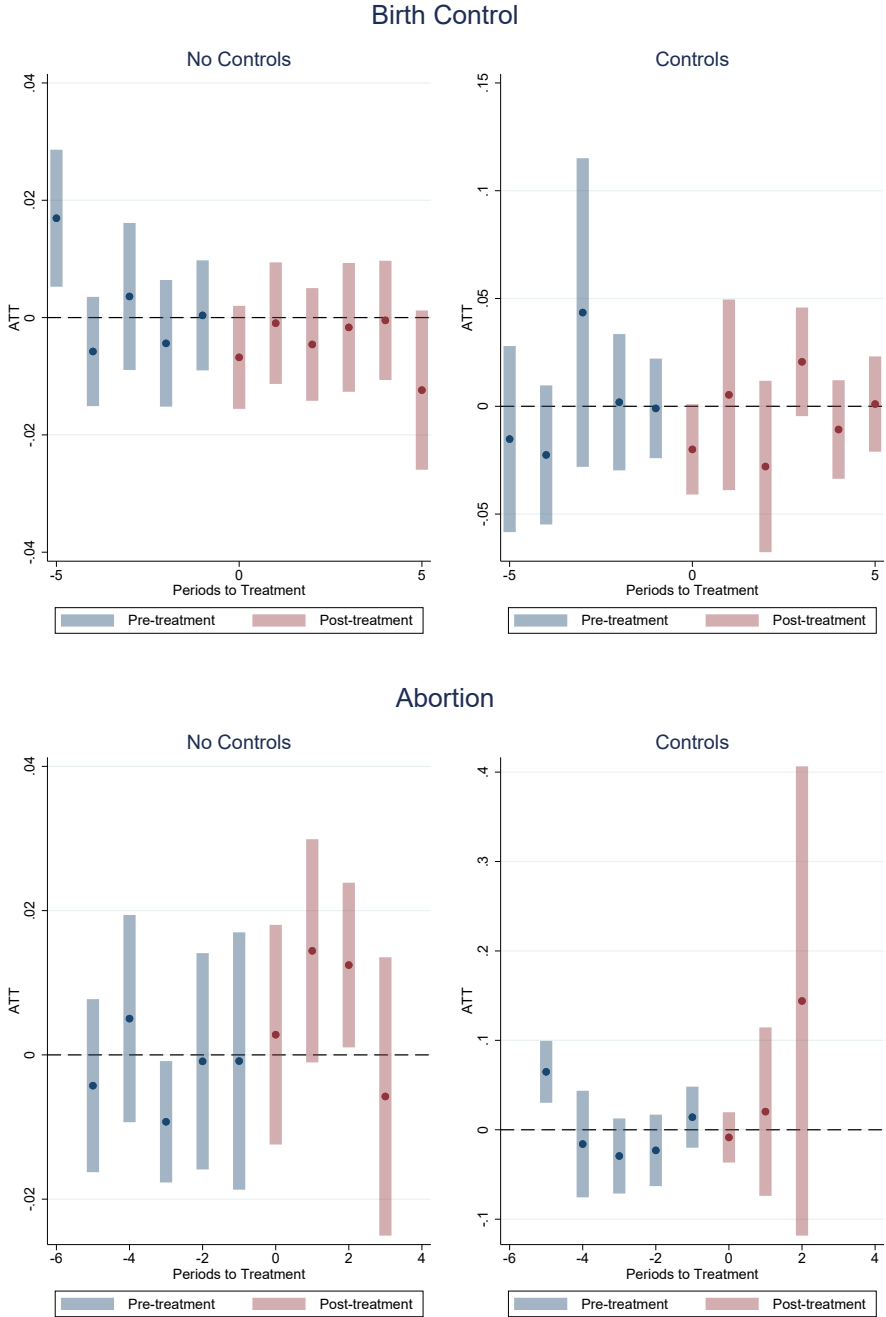 Birth Control
No Controls
Controls
ATT
.04
.02
0
-.02
-.04
-5
0
5
Periods to Treatment
Pre-treatment
Post-treatment
ATT
.15
.1
.05
0
-.05
-5
0
5
Periods to Treatment
Pre-treatment
Post-treatment
Abortion
No Controls
Controls
ATT
.04
.02
0
-.02
-6
-4
-2
0
2
4
Periods to Treatment
Pre-treatment
Post-treatment
ATT
.4
.3
.2
.1
0
-.1
-6
-4
-2
0
2
4
Periods to Treatment
Pre-treatment
Post-treatment